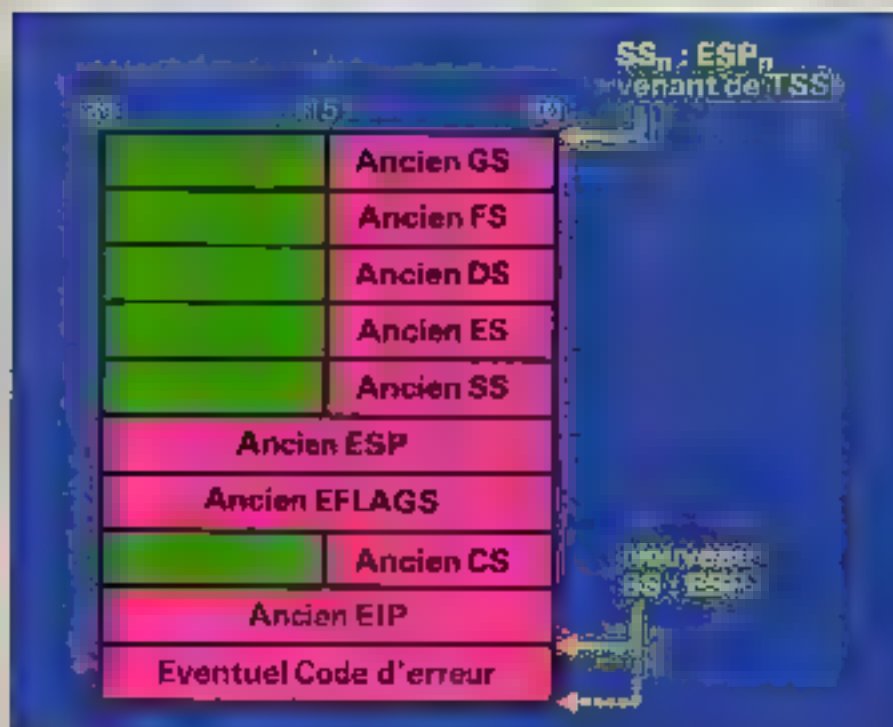 SSn : ESPn
venant de TSS
15
Ancien GS
Ancien FS
Ancien DS
Ancien ES
Ancien SS
Ancien ESP
Ancien EFLAGS
Ancien CS
Ancien EIP
Eventuel Code d'erreur